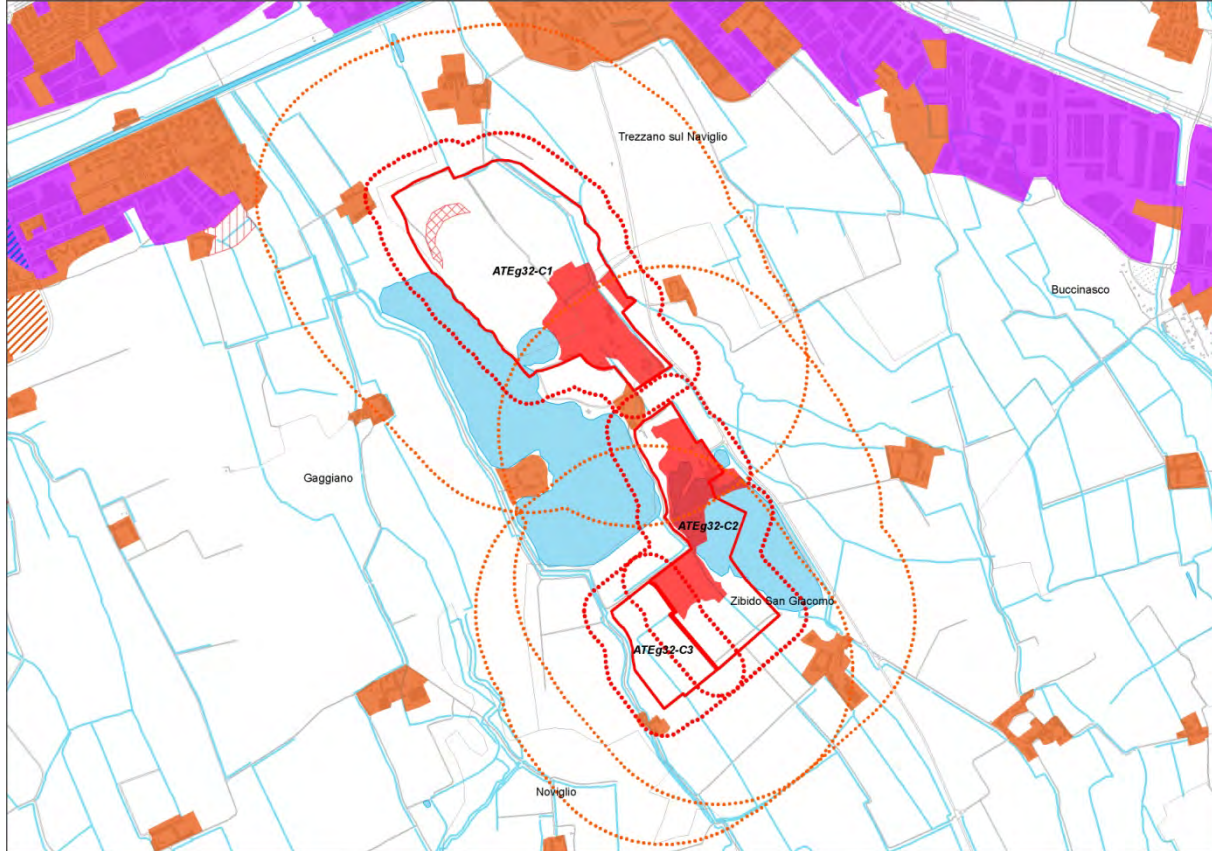 Trezzano sul Naviglio
ATEg32-C1
Buccinasco
Gaggiano
ATEg32-C2
Zibido San Giacomo
ATEg32-C3
Noviglio